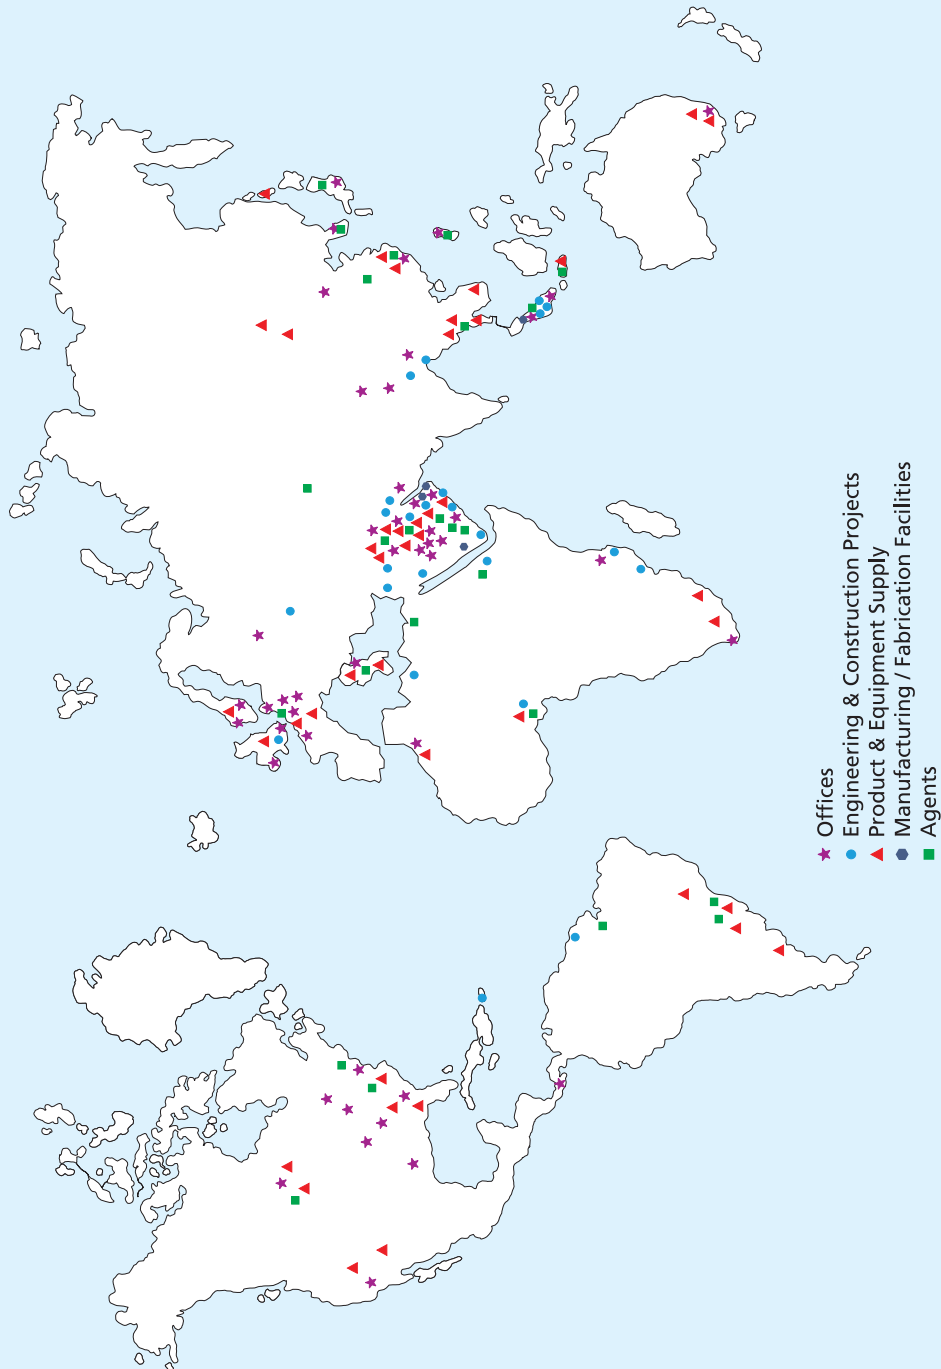 Offices
Engineering & Construction Projects
Product & Equipment Supply
Manufacturing / Fabrication Facilities
Agents